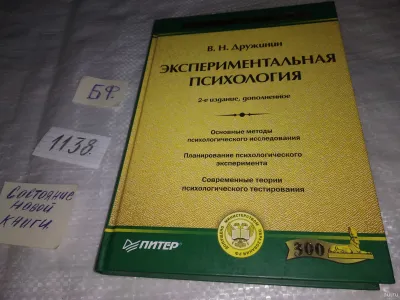 В. Н. Дружинин
ЭКСПЕРИМЕНТАЛЬНАЯ
ПСИХОЛОГИЯ
2-е издание, дополненное
Основные методы
психологического исследования
Планирование психологического
эксперимента
Современные теории
психологического тестирования
ПИТЕР
300
БФ.
1138.
СОСТОЯНИЕ
НОВОЙ
КНИГИ